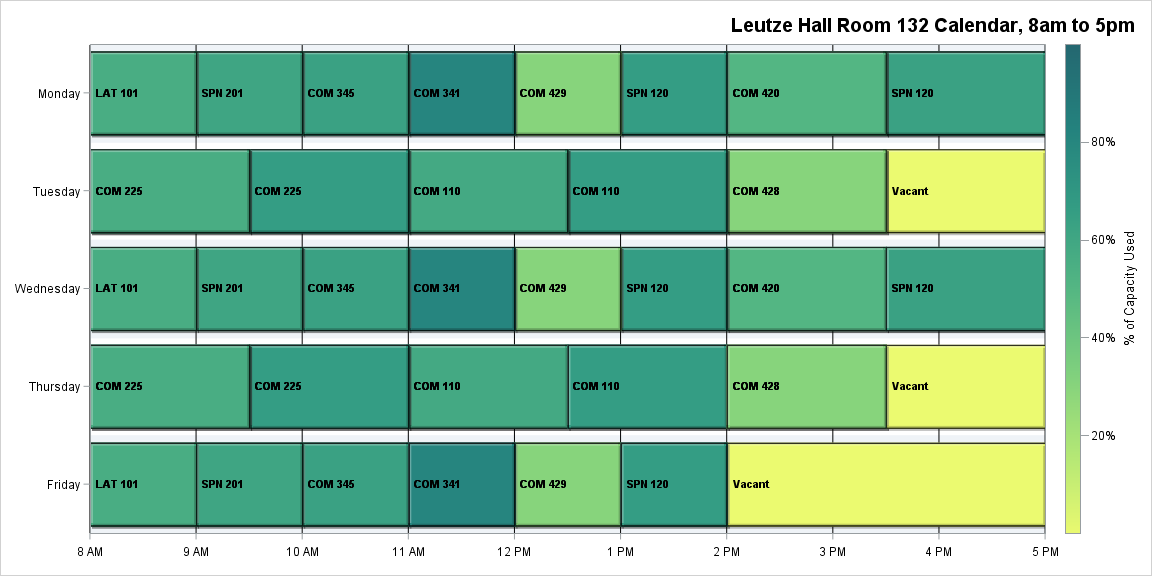 Leutze Hall Room 132 Calendar, 8am to 5pm
Monday LAT 101 SPN 201 COM 345 COM 341 COM 429 SPN 120 COM 420 SPN 120
80%
Tuesday COM 225 COM 225 COM 110 COM 110 COM 428 Vacant
60%
% of Capacity Used
Wednesday LAT 101 SPN 201 COM 345 COM 341 COM 429 SPN 120 COM 420 SPN 120
40%
Thursday COM 225 COM 225 COM 110 COM 110 COM 428 Vacant
20%
Friday LAT 101 SPN 201 COM 345 COM 341 COM 429 SPN 120 Vacant
8 AM 9 AM 10 AM 11 AM 12 PM 1 PM 2 PM 3 PM 4 PM 5 PM